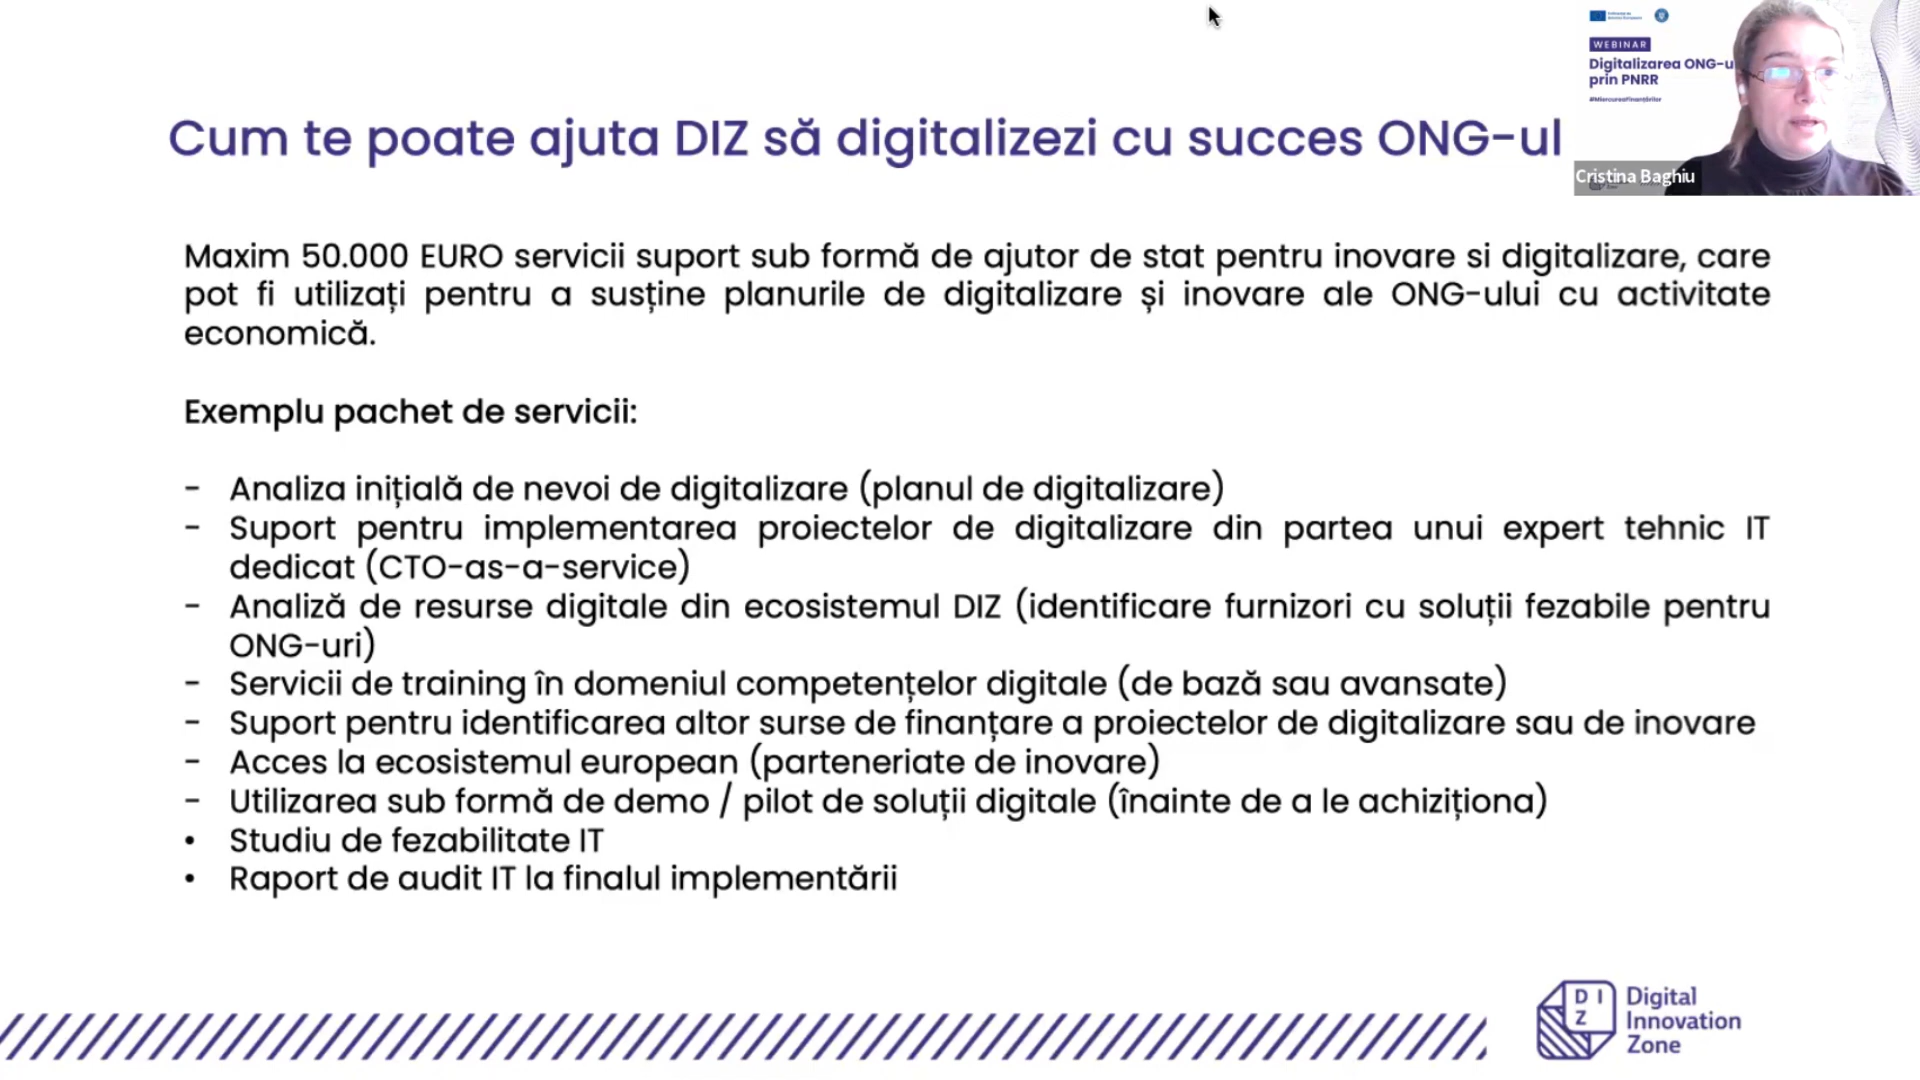 WEBINAR
Digitalizarea ONG-u
prin PNRR
#MiercureaFinanțărilor
Cristina Baghiu
Cum te poate ajuta DIZ să digitalizezi cu succes ONG-ul
Maxim 50.000 EURO servicii suport sub formă de ajutor de stat pentru inovare si digitalizare, care
pot fi utilizați pentru a susține planurile de digitalizare și inovare ale ONG-ului cu activitate
economică.
Exemplu pachet de servicii:
- Analiza inițială de nevoi de digitalizare (planul de digitalizare)
- Suport pentru implementarea proiectelor de digitalizare din partea unui expert tehnic IT
dedicat (CTO-as-a-service)
- Analiză de resurse digitale din ecosistemul DIZ (identificare furnizori cu soluții fezabile pentru
ONG-uri)
- Servicii de training în domeniul competențelor digitale (de bază sau avansate)
- Suport pentru identificarea altor surse de finanțare a proiectelor de digitalizare sau de inovare
- Acces la ecosistemul european (parteneriate de inovare)
- Utilizarea sub formă de demo / pilot de soluții digitale (înainte de a le achiziționa)
• Studiu de fezabilitate IT
• Raport de audit IT la finalul implementării
D I
Z
Digital
Innovation
Zone